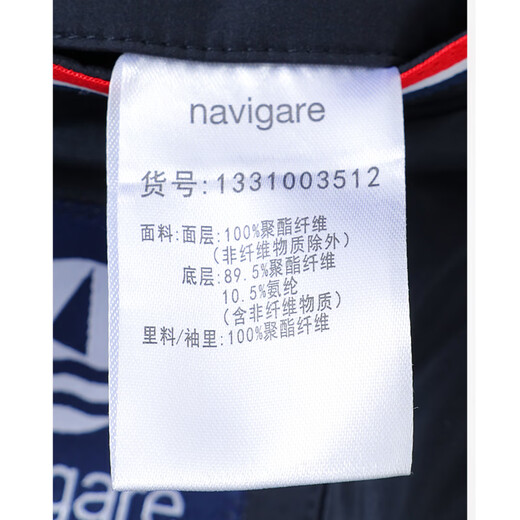 navigare
货号:1331003512
面料:面层:100%聚酯纤维
(非纤维物质除外)
底层:89.5%聚酯纤维
10.5%氨纶
(含非纤维物质)
里料/袖里:100%聚酯纤维
gare